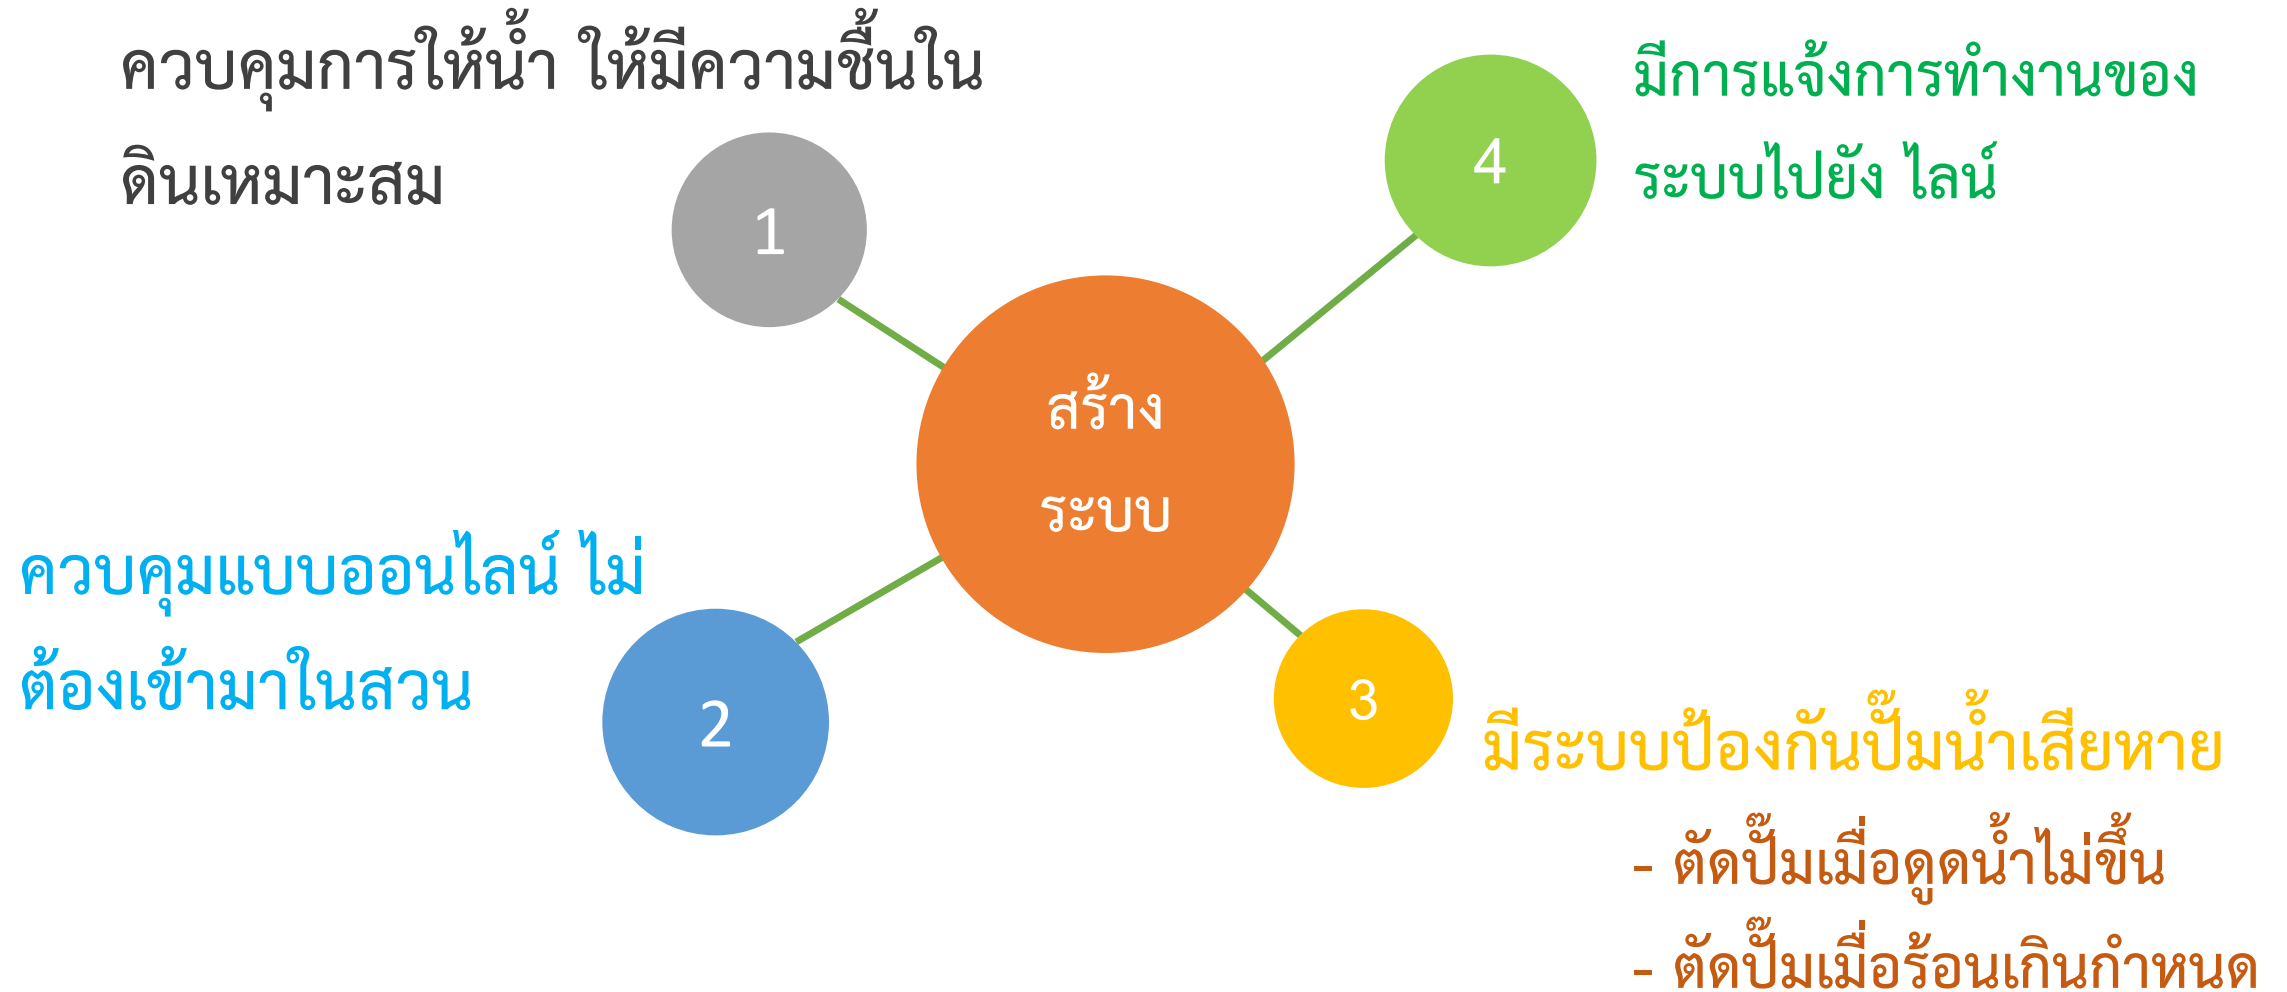 ควบคุมการให้น้ำ ให้มีความชื้นใน
ดินเหมาะสม
1
4
มีการแจ้งการทำงานของ
ระบบไปยัง ไลน์
สร้าง
ระบบ
ควบคุมแบบออนไลน์ ไม่
ต้องเข้ามาในสวน
2
3
มีระบบป้องกันปั๊มน้ำเสียหาย
- ตัดปั๊มเมื่อดูดน้ำไม่ขึ้น
- ตัดปั๊มเมื่อร้อนเกินกำหนด